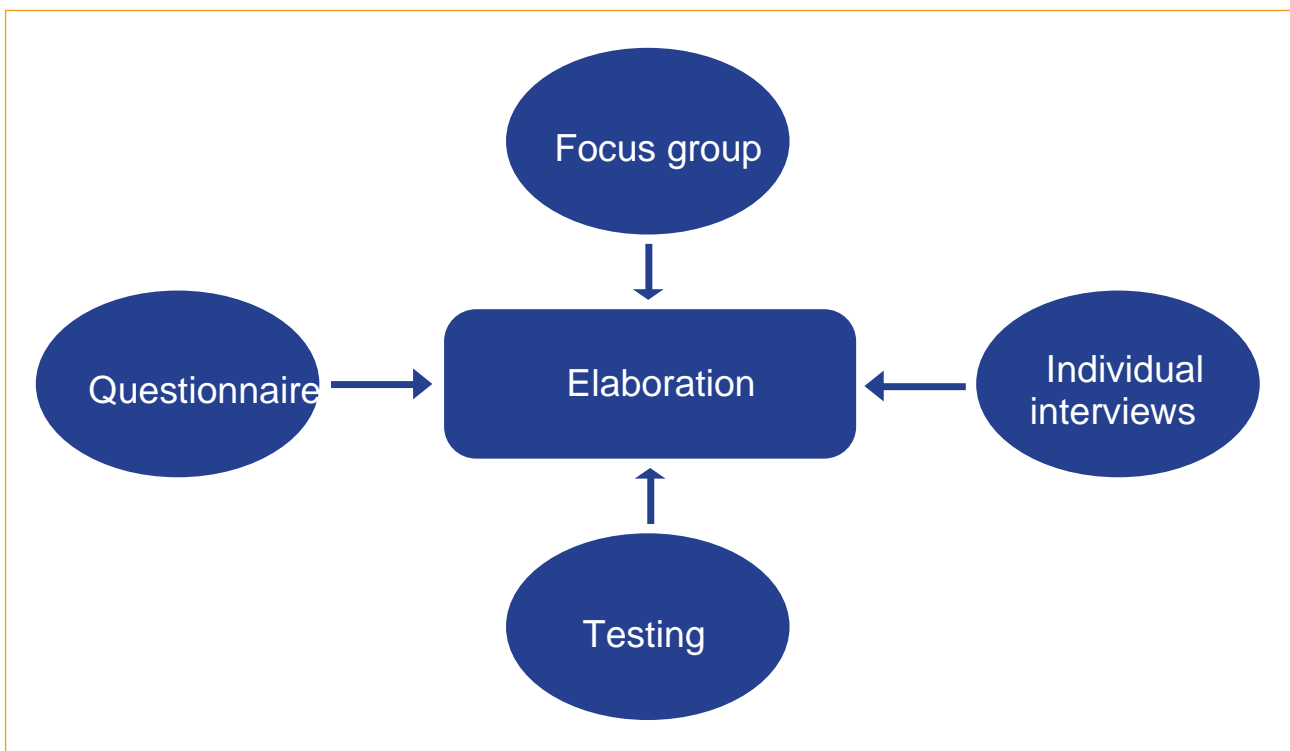 Focus group
Questionnaire
Elaboration
Individual
interviews
Testing